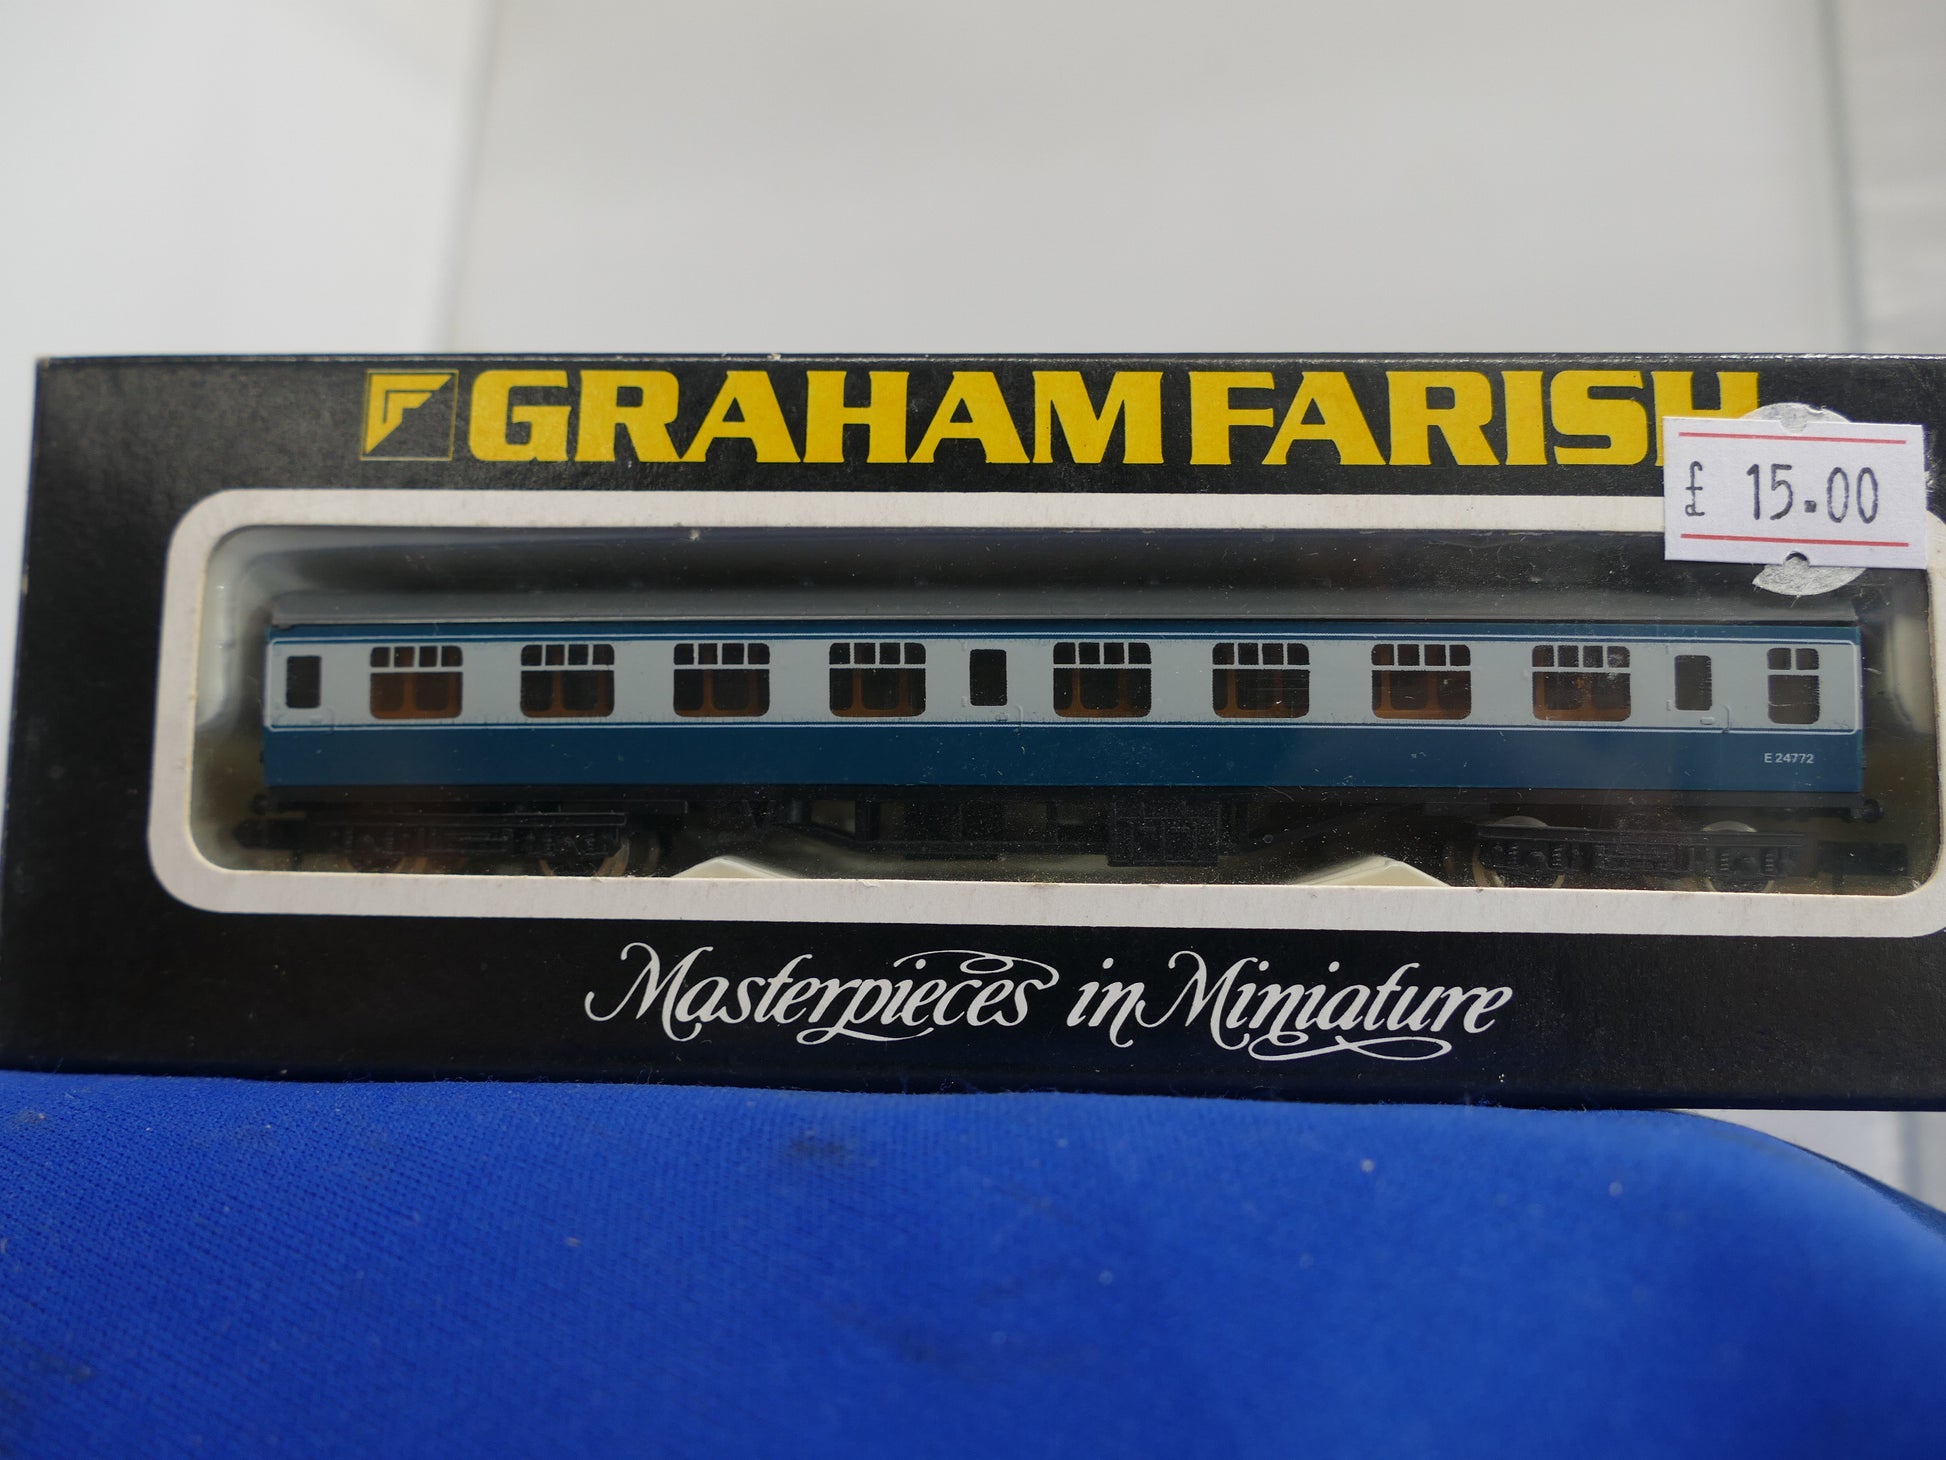 GRAHAM FARISH
£ 15.00
E 24772
Masterpieces in Miniature